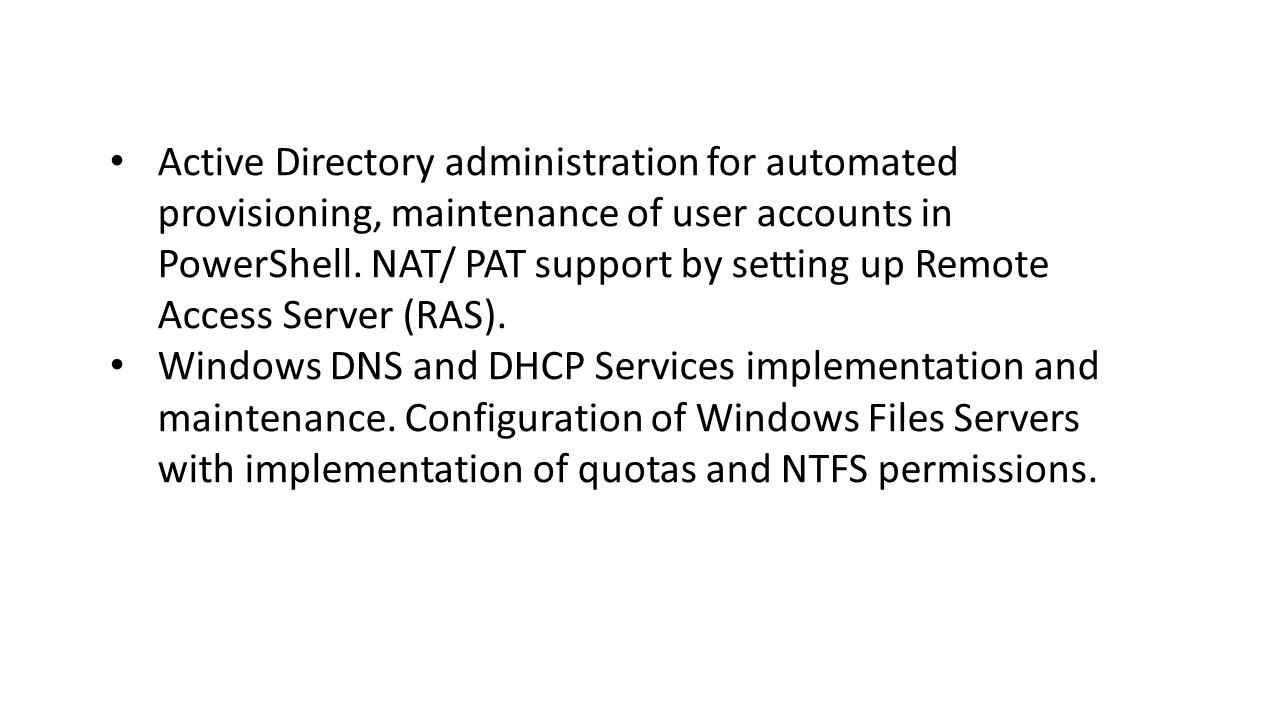 • Active Directory administration for automated
provisioning, maintenance of user accounts in
PowerShell. NAT/ PAT support by setting up Remote
Access Server (RAS).
• Windows DNS and DHCP Services implementation and
maintenance. Configuration of Windows Files Servers
with implementation of quotas and NTFS permissions.